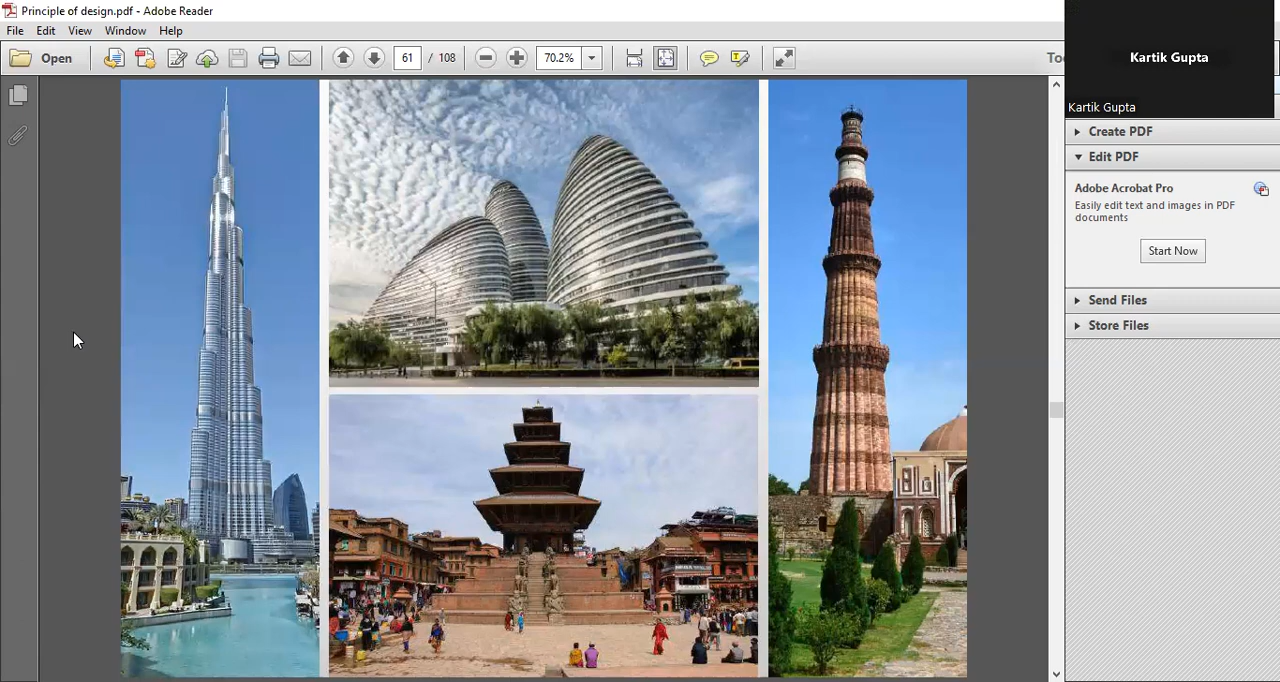 Principle of design.pdf - Adobe Reader
File Edit View Window Help
Open 61 / 108 70.2%
Kartik Gupta
Kartik Gupta
Create PDF
Edit PDF
Adobe Acrobat Pro
Easily edit text and images in PDF
documents
Start Now
Send Files
Store Files